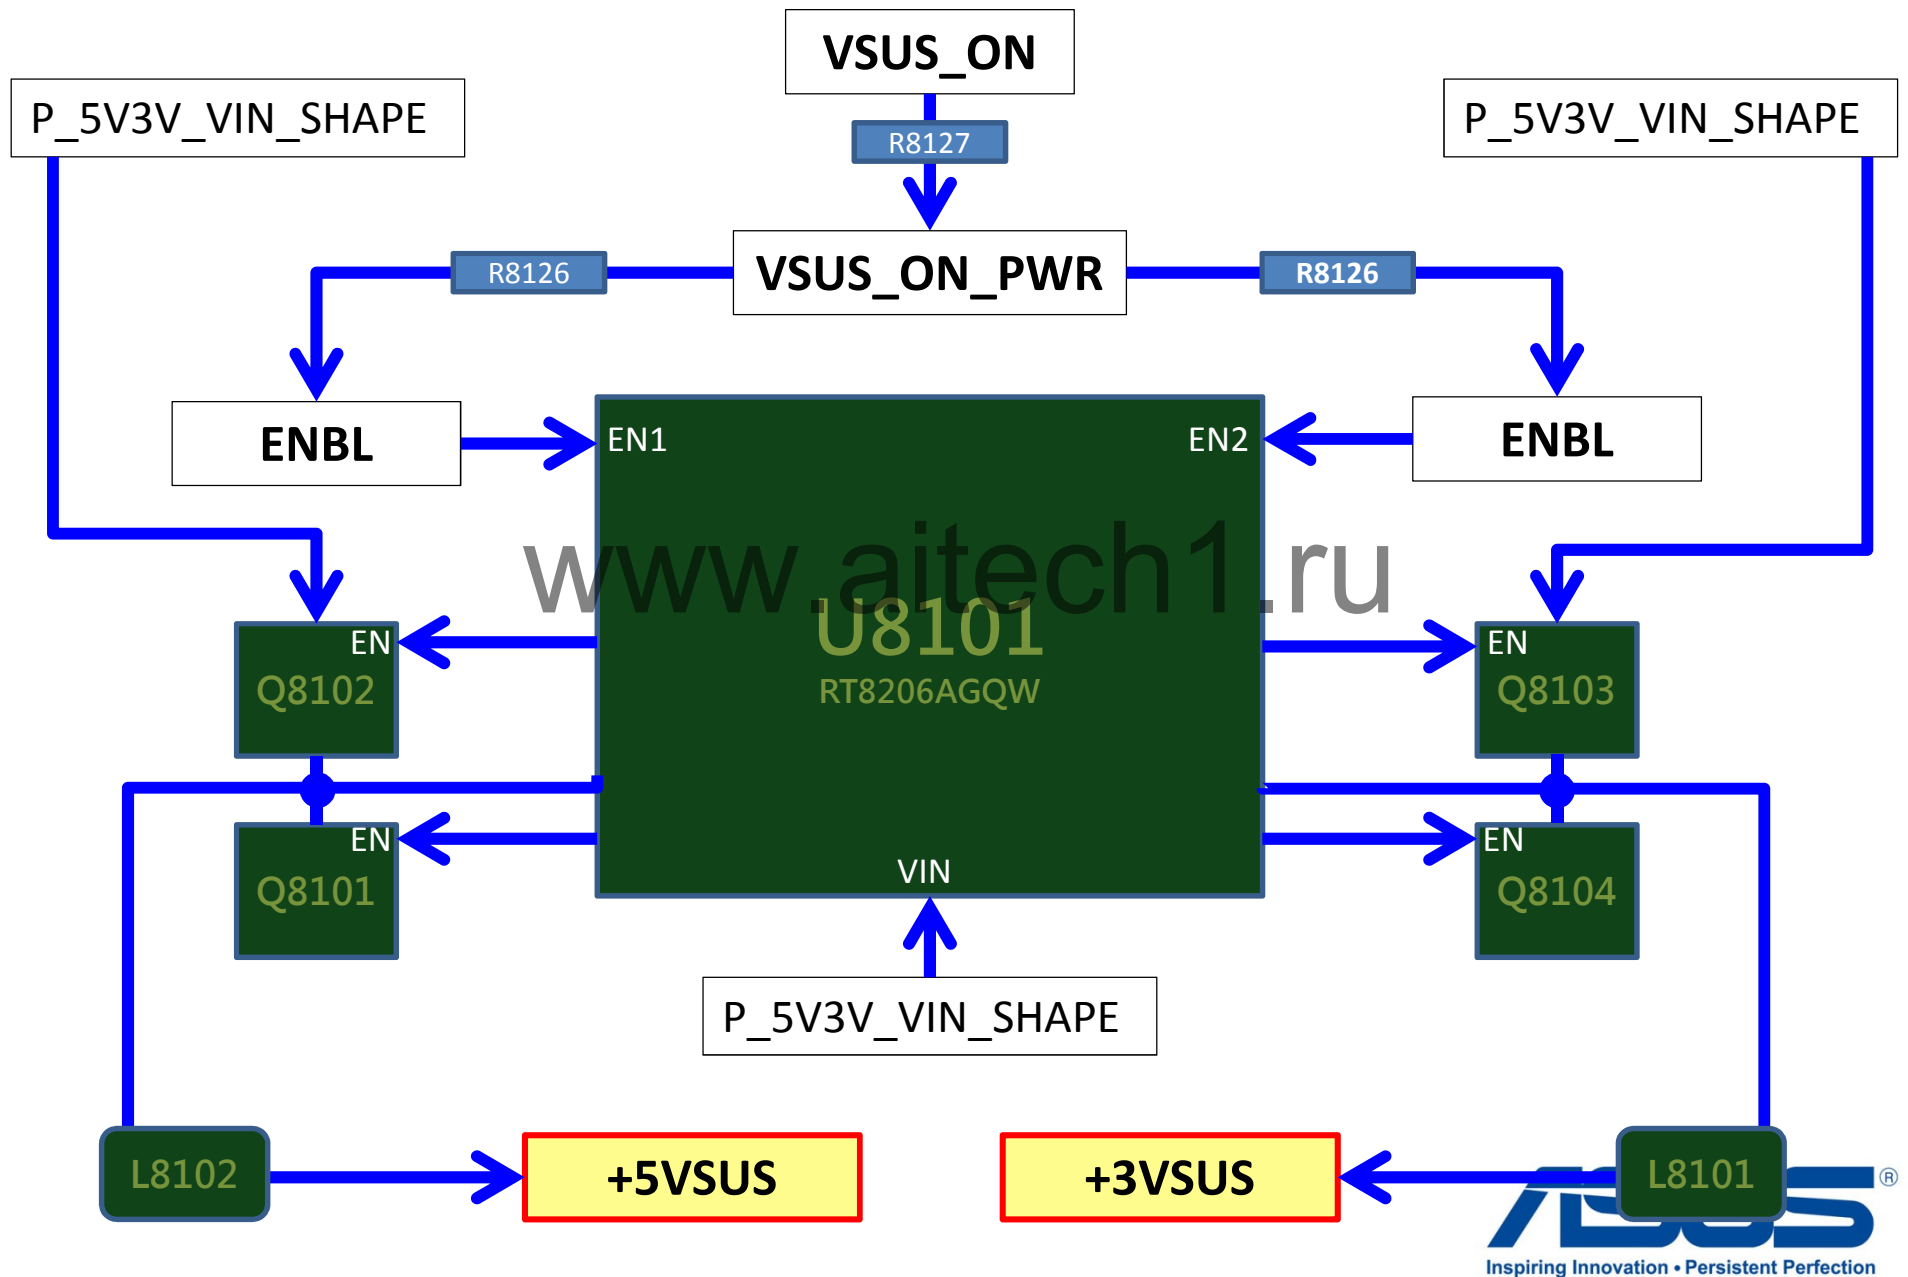 VSUS_ON
P_5V3V_VIN_SHAPE
P_5V3V_VIN_SHAPE
R8127
R8126
VSUS_ON_PWR
R8126
ENBL
EN1
EN2
ENBL
www.aitech1.ru
U8101
RT8206AGQW
EN
Q8102
EN
Q8103
EN
Q8101
VIN
EN
Q8104
P_5V3V_VIN_SHAPE
L8102
+5VSUS
+3VSUS
L8101
ASUS®
Inspiring Innovation • Persistent Perfection